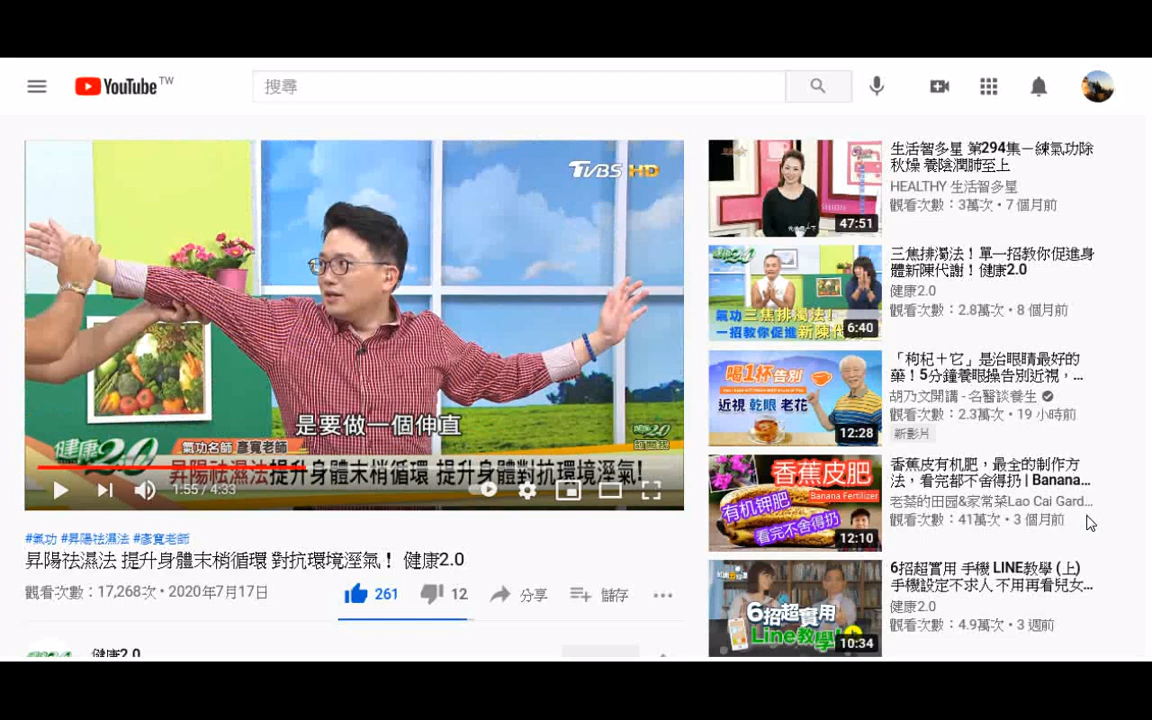 YouTube TW
搜尋
TVBS HD
是要做一個伸直
健康2.0
氣功名師 彥寬老師
昇陽祛濕法提升身體末梢循環 提升身體對抗環境溼氣!
1:55 / 4:33
#氣功 #昇陽祛濕法 #彥寬老師
昇陽祛濕法 提升身體末梢循環 對抗環境溼氣! 健康2.0
觀看次數:17,268次・2020年7月17日
261
12
分享
儲存
健康2.0
47:51
生活智多星 第294集－練氣功除
秋燥 養陰潤肺至上
HEALTHY 生活智多星
觀看次數:3萬次・7 個月前
氣功三焦排濁法!
一招教你促進新陳代
6:40
三焦排濁法!單一招教你促進身
體新陳代謝!健康2.0
健康2.0
觀看次數:2.8萬次・8 個月前
喝1杯告別
近視 乾眼 老花
12:28
「枸杞＋它」是治眼睛最好的
藥!5分鐘養眼操告別近視，...
胡乃文開講 - 名醫談養生
觀看次數:2.3萬次・19 小時前
新影片
香蕉皮肥
Banana Fertilizer
有机钾肥
看完不舍得扔
12:10
香蕉皮有机肥，最全的制作方
法，看完都不舍得扔 | Banana...
老菜的田园&家常菜Lao Cai Gard...
觀看次數:41萬次・3 個月前
6招超實用
Line教學
10:34
6招超實用 手機 LINE教學 (上)
手機設定不求人 不用再看兒女...
健康2.0
觀看次數:4.9萬次・3 週前